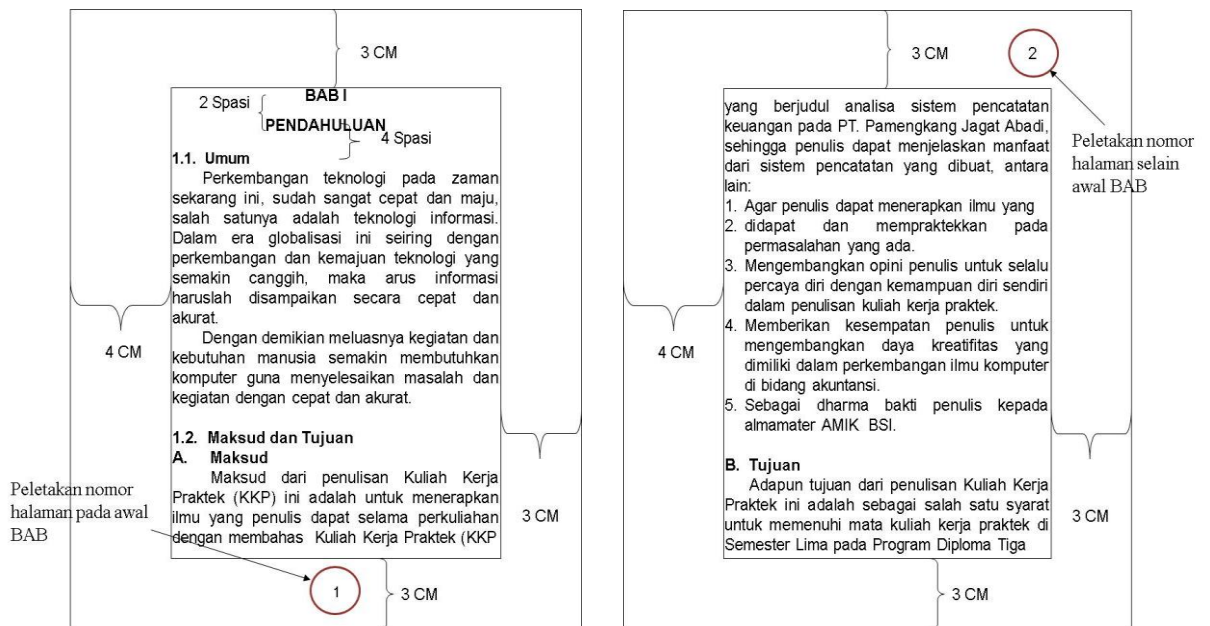 3 CM
2 Spasi
BAB I
PENDAHULUAN
4 Spasi
1.1. Umum
Perkembangan teknologi pada zaman
sekarang ini, sudah sangat cepat dan maju,
salah satunya adalah teknologi informasi.
Dalam era globalisasi ini seiring dengan
perkembangan dan kemajuan teknologi yang
semakin canggih, maka arus informasi
haruslah disampaikan secara cepat dan
akurat.
Dengan demikian meluasnya kegiatan dan
kebutuhan manusia semakin membutuhkan
komputer guna menyelesaikan masalah dan
kegiatan dengan cepat dan akurat.
4 CM
1.2. Maksud dan Tujuan
A. Maksud
Maksud dari penulisan Kuliah Kerja
Praktek (KKP) ini adalah untuk menerapkan
ilmu yang penulis dapat selama perkuliahan
dengan membahas Kuliah Kerja Praktek (KKP
3 CM
Peletakan nomor
halaman pada awal
BAB
1
3 CM
3 CM
2
Peletakan nomor
halaman selain
awal BAB
yang berjudul analisa sistem pencatatan
keuangan pada PT. Pamengkang Jagat Abadi,
sehingga penulis dapat menjelaskan manfaat
dari sistem pencatatan yang dibuat, antara
lain:
1. Agar penulis dapat menerapkan ilmu yang
2. didapat dan mempraktekkan pada
permasalahan yang ada.
3. Mengembangkan opini penulis untuk selalu
percaya diri dengan kemampuan diri sendiri
dalam penulisan kuliah kerja praktek.
4. Memberikan kesempatan penulis untuk
mengembangkan daya kreatifitas yang
dimiliki dalam perkembangan ilmu komputer
di bidang akuntansi.
5. Sebagai dharma bakti penulis kepada
almamater AMIK BSI.
4 CM
B. Tujuan
Adapun tujuan dari penulisan Kuliah Kerja
Praktek ini adalah sebagai salah satu syarat
untuk memenuhi mata kuliah kerja praktek di
Semester Lima pada Program Diploma Tiga
3 CM
3 CM